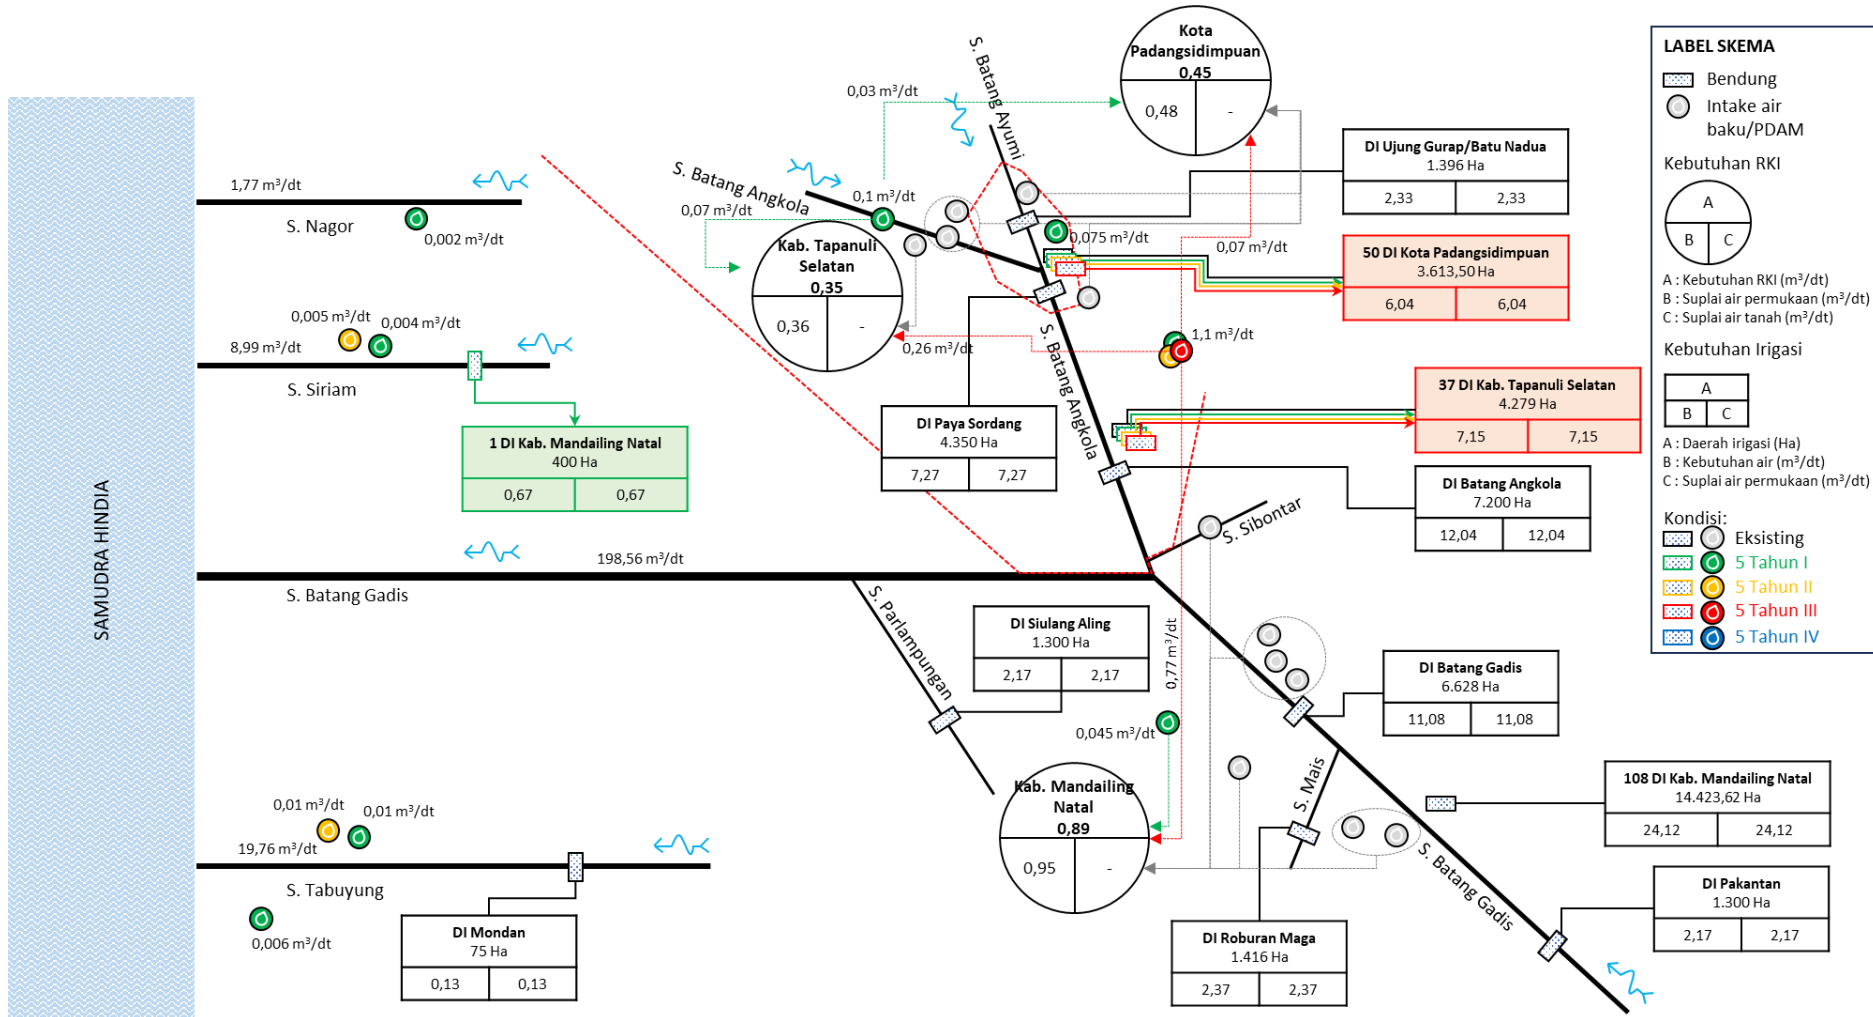 SAMUDRA HINDIA
1,77 m³/dt
S. Nagor
0,002 m³/dt
0,005 m³/dt
0,004 m³/dt
8,99 m³/dt
S. Siriam
1 DI Kab. Mandailing Natal
400 Ha
0,67
0,67
198,56 m³/dt
S. Batang Gadis
0,01 m³/dt
0,01 m³/dt
19,76 m³/dt
S. Tabuyung
0,006 m³/dt
DI Mondan
75 Ha
0,13
0,13
S. Batang Angkola
0,07 m³/dt
0,1 m³/dt
0,03 m³/dt
S. Batang Ayumi
Kota
Padangsidimpuan
0,45
0,48
-
Kab. Tapanuli
Selatan
0,35
0,36
-
0,26 m³/dt
0,075 m³/dt
0,07 m³/dt
1,1 m³/dt
S. Batang Angkola
DI Ujung Gurap/Batu Nadua
1.396 Ha
2,33
2,33
50 DI Kota Padangsidimpuan
3.613,50 Ha
6,04
6,04
37 DI Kab. Tapanuli Selatan
4.279 Ha
7,15
7,15
DI Paya Sordang
4.350 Ha
7,27
7,27
DI Batang Angkola
7.200 Ha
12,04
12,04
S. Sibontar
S. Parlampungan
DI Siulang Aling
1.300 Ha
2,17
2,17
0,77 m³/dt
0,045 m³/dt
Kab. Mandailing
Natal
0,89
0,95
-
DI Batang Gadis
6.628 Ha
11,08
11,08
S. Mais
108 DI Kab. Mandailing Natal
14.423,62 Ha
24,12
24,12
S. Batang Gadis
DI Pakantan
1.300 Ha
2,17
2,17
DI Roburan Maga
1.416 Ha
2,37
2,37
LABEL SKEMA
Bendung
Intake air
baku/PDAM
Kebutuhan RKI
A
B
C
A : Kebutuhan RKI (m³/dt)
B : Suplai air permukaan (m³/dt)
C : Suplai air tanah (m³/dt)
Kebutuhan Irigasi
A
B
C
A : Daerah irigasi (Ha)
B : Kebutuhan air (m³/dt)
C : Suplai air permukaan (m³/dt)
Kondisi:
Eksisting
5 Tahun I
5 Tahun II
5 Tahun III
5 Tahun IV